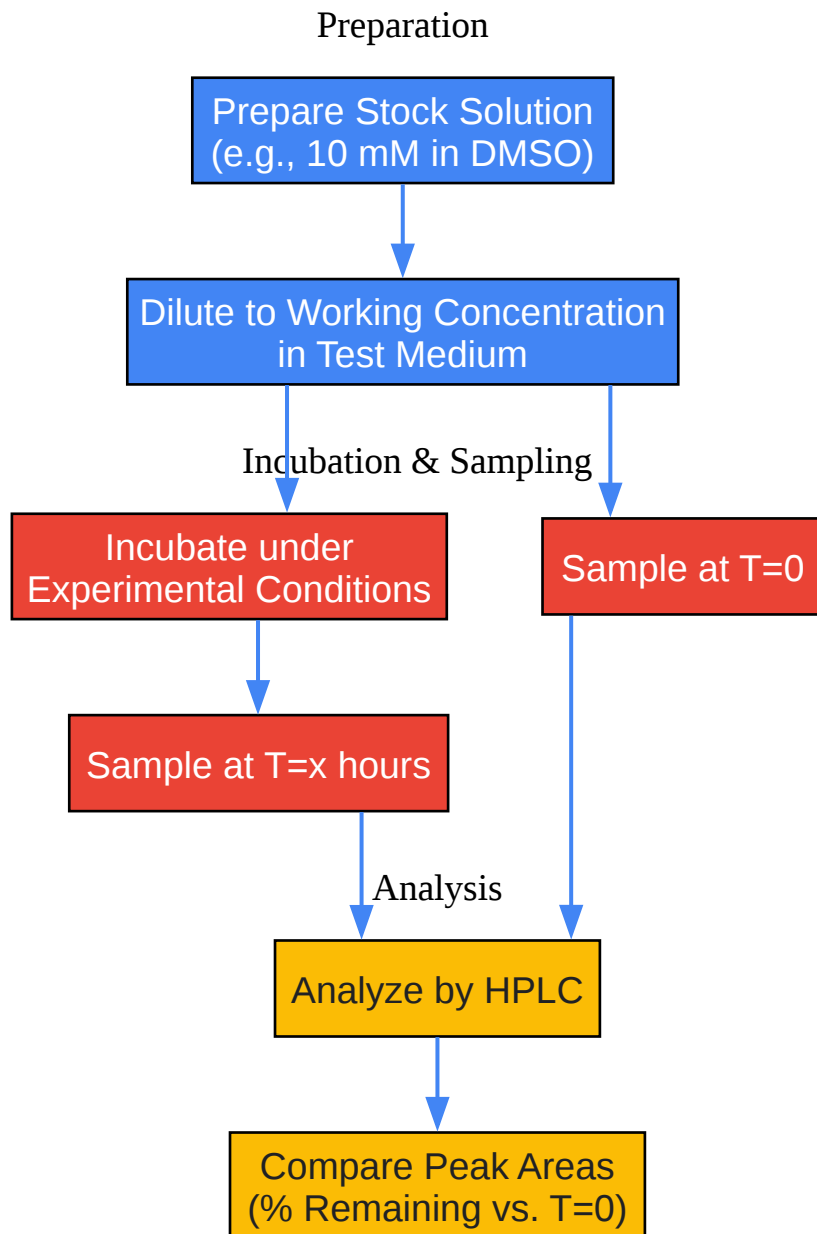 Preparation
Prepare Stock Solution
(e.g., 10 mM in DMSO)
Dilute to Working Concentration
in Test Medium
Incubation & Sampling
Incubate under
Experimental Conditions
Sample at T=0
Sample at T=x hours
Analysis
Analyze by HPLC
Compare Peak Areas
(% Remaining vs. T=0)